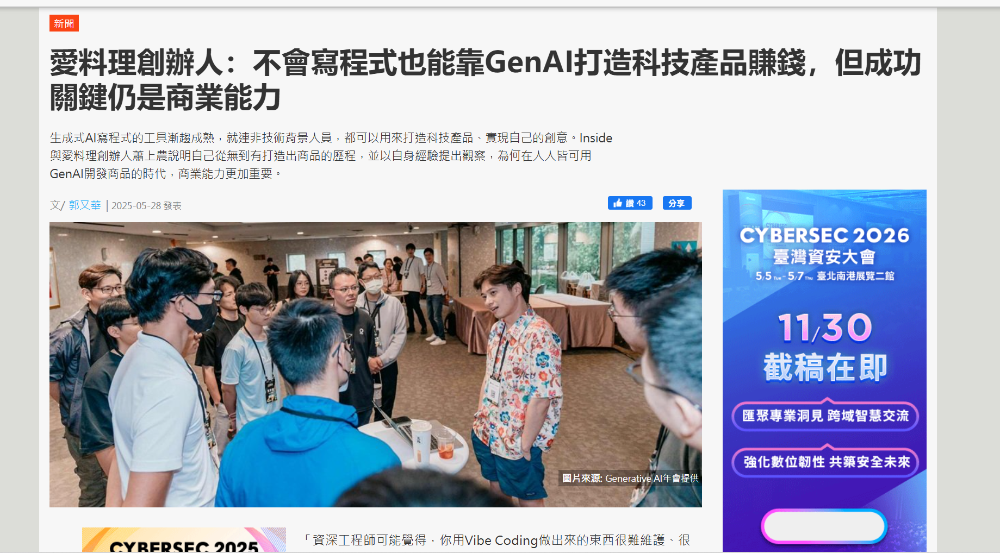 新聞
愛料理創辦人：不會寫程式也能靠GenAI打造科技產品賺錢，但成功
關鍵仍是商業能力
生成式AI寫程式的工具漸趨成熟，就連非技術背景人員，都可以用來打造科技產品、實現自己的創意。Inside
與愛料理創辦人蕭上農說明自己從無到有打造出商品的歷程，並以自身經驗提出觀察，為何在人人皆可用
GenAI開發商品的時代，商業能力更加重要。
文/ 郭又華 | 2025-05-28 發表
讚 43
分享
圖片來源: Generative AI年會提供
CYBERSEC 2026
臺灣資安大會
5/5 Tue - 5/7 Thu 臺北南港展覽二館
11/30
截稿在即
匯聚專業洞見 跨域智慧交流
強化數位韌性 共築安全未來
CYBERSEC 2025
「資深工程師可能覺得，你用Vibe Coding做出來的東西很難維護、很